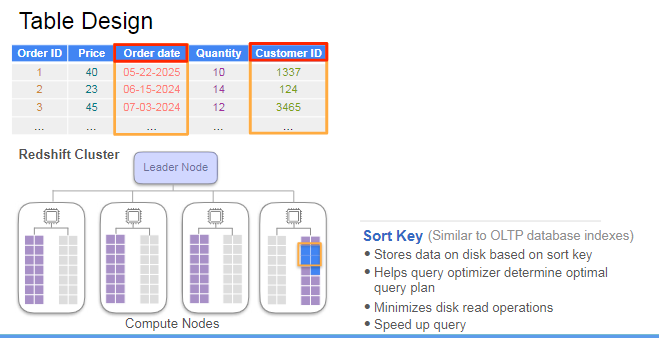 Table Design
Order ID Price Order date Quantity Customer ID
1 40 05-22-2025 10 1337
2 23 06-15-2024 14 124
3 45 07-03-2024 12 3465
... ... ... ... ...
Redshift Cluster
Leader Node
Compute Nodes
Sort Key (Similar to OLTP database indexes)
• Stores data on disk based on sort key
• Helps query optimizer determine optimal
query plan
• Minimizes disk read operations
• Speed up query